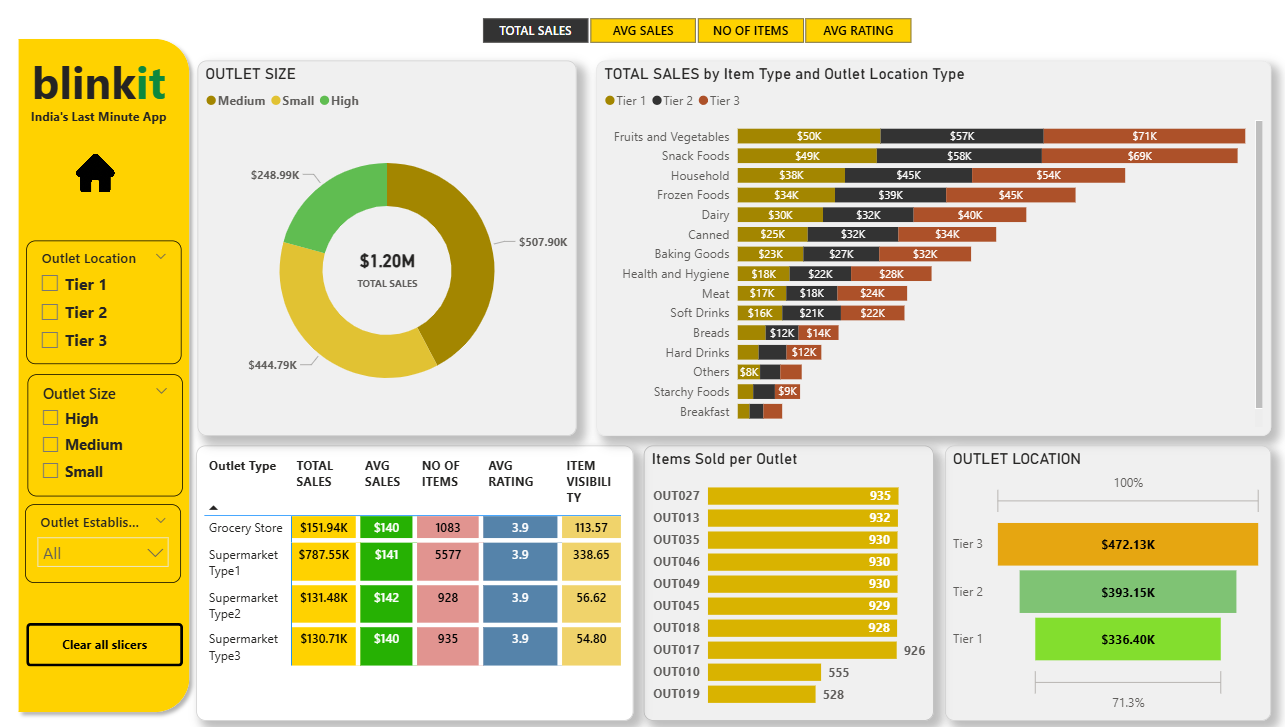 TOTAL SALES
AVG SALES
NO OF ITEMS
AVG RATING
blinkit
India's Last Minute App
Outlet Location
Tier 1
Tier 2
Tier 3
Outlet Size
High
Medium
Small
Outlet Establis...
All
Clear all slicers
OUTLET SIZE
Medium Small High
$248.99K
$507.90K
$1.20M
TOTAL SALES
$444.79K
TOTAL SALES by Item Type and Outlet Location Type
Tier 1 Tier 2 Tier 3
Fruits and Vegetables $50K $57K $71K
Snack Foods $49K $58K $69K
Household $38K $45K $54K
Frozen Foods $34K $39K $45K
Dairy $30K $32K $40K
Canned $25K $32K $34K
Baking Goods $23K $27K $32K
Health and Hygiene $18K $22K $28K
Meat $17K $18K $24K
Soft Drinks $16K $21K $22K
Breads $12K $14K
Hard Drinks $12K
Others $8K
Starchy Foods $9K
Breakfast
Outlet Type TOTAL AVG NO OF AVG ITEM
SALES SALES ITEMS RATING VISIBILI
TY
Grocery Store $151.94K $140 1083 3.9 113.57
Supermarket $787.55K $141 5577 3.9 338.65
Type1
Supermarket $131.48K $142 928 3.9 56.62
Type2
Supermarket $130.71K $140 935 3.9 54.80
Type3
Items Sold per Outlet
OUT027 935
OUT013 932
OUT035 930
OUT046 930
OUT049 930
OUT045 929
OUT018 928
OUT017 926
OUT010 555
OUT019 528
OUTLET LOCATION
100%
Tier 3 $472.13K
Tier 2 $393.15K
Tier 1 $336.40K
71.3%